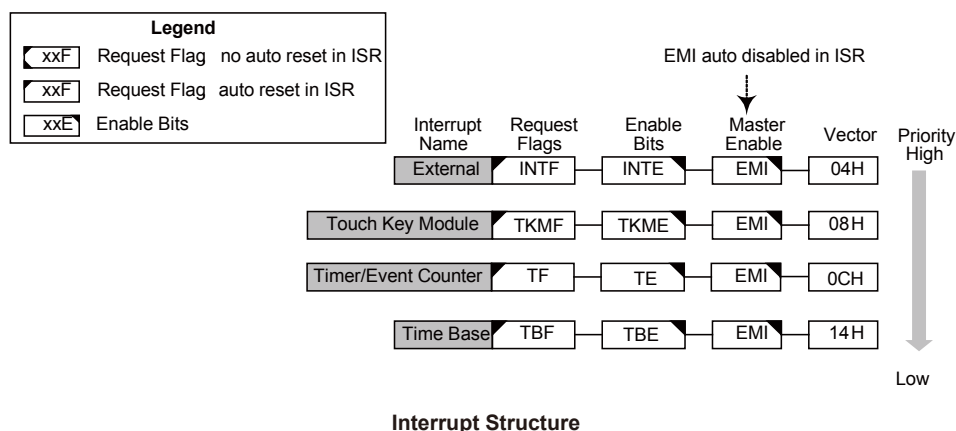 Legend
xxF Request Flag no auto reset in ISR
xxF Request Flag auto reset in ISR
xxE Enable Bits
EMI auto disabled in ISR
Interrupt Name Request Flags Enable Bits Master Enable Vector Priority High
External INTF INTE EMI 04H
Touch Key Module TKMF TKME EMI 08H
Timer/Event Counter TF TE EMI 0CH
Time Base TBF TBE EMI 14H
Low
Interrupt Structure